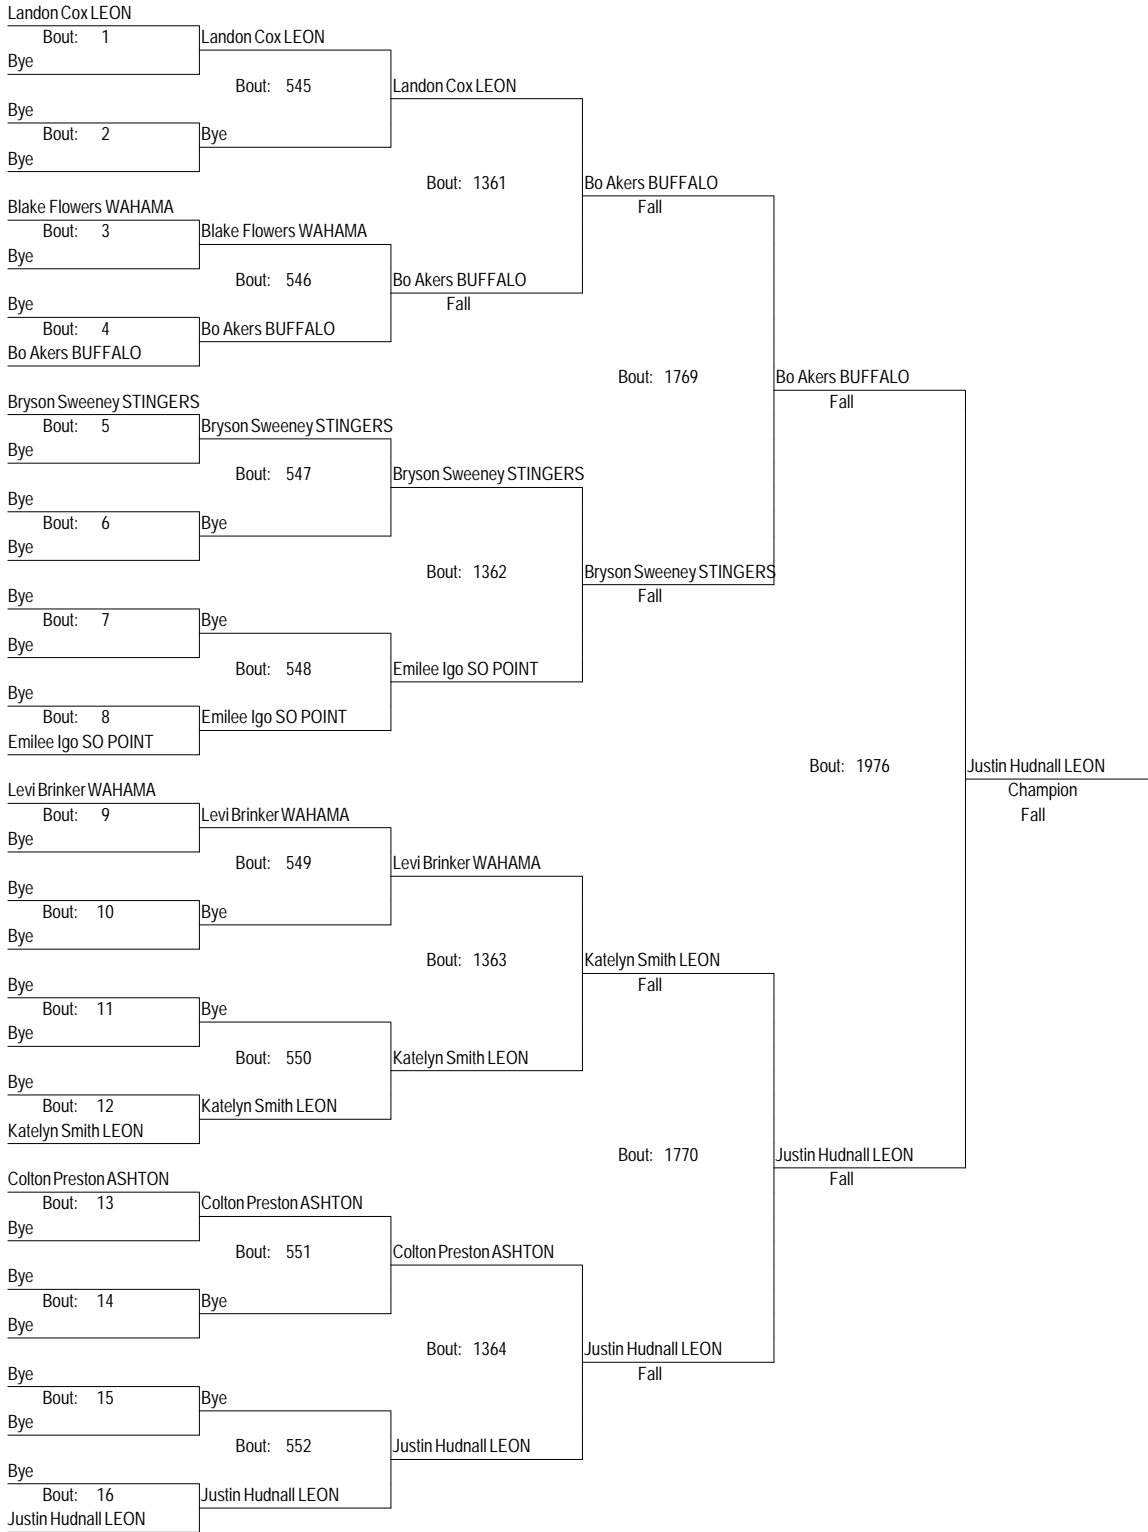 Landon Cox LEON
Bout: 1 Landon Cox LEON
Bye
Bout: 545 Landon Cox LEON
Bye
Bout: 2 Bye
Bye
Bout: 1361 Bo Akers BUFFALO
Fall
Blake Flowers WAHAMA
Bout: 3 Blake Flowers WAHAMA
Bye
Bout: 546 Bo Akers BUFFALO
Bye Fall
Bout: 4 Bo Akers BUFFALO
Bo Akers BUFFALO
Bout: 1769 Bo Akers BUFFALO
Bryson Sweeney STINGERS Fall
Bout: 5 Bryson Sweeney STINGERS
Bye
Bout: 547 Bryson Sweeney STINGERS
Bye
Bout: 6 Bye
Bye
Bout: 1362 Bryson Sweeney STINGERS
Bye Fall
Bout: 7 Bye
Bye
Bout: 548 Emilee Igo SO POINT
Bye
Bout: 8 Emilee Igo SO POINT
Emilee Igo SO POINT
Bout: 1976 Justin Hudnall LEON
Levi Brinker WAHAMA Champion
Bout: 9 Levi Brinker WAHAMA Fall
Bye
Bout: 549 Levi Brinker WAHAMA
Bye
Bout: 10 Bye
Bye
Bout: 1363 Katelyn Smith LEON
Bye Fall
Bout: 11 Bye
Bye
Bout: 550 Katelyn Smith LEON
Bye
Bout: 12 Katelyn Smith LEON
Katelyn Smith LEON
Bout: 1770 Justin Hudnall LEON
Colton Preston ASHTON Fall
Bout: 13 Colton Preston ASHTON
Bye
Bout: 551 Colton Preston ASHTON
Bye
Bout: 14 Bye
Bye
Bout: 1364 Justin Hudnall LEON
Bye Fall
Bout: 15 Bye
Bye
Bout: 552 Justin Hudnall LEON
Bye
Bout: 16 Justin Hudnall LEON
Justin Hudnall LEON